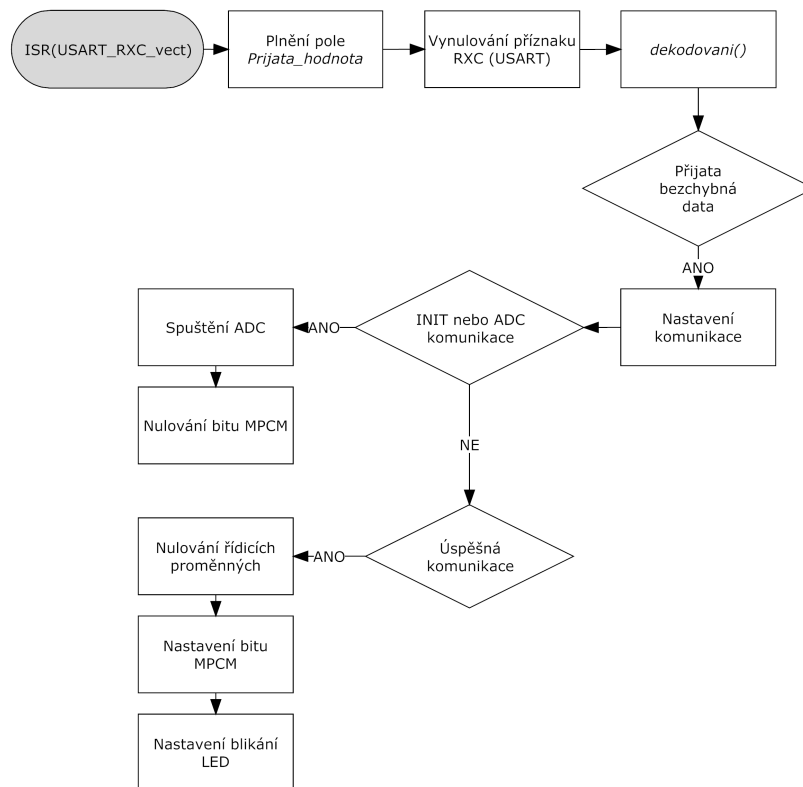 ISR(USART_RXC_vect)
Plnění pole
Prijata_hodnota
Vynulování příznaku
RXC (USART)
dekodovani()
Přijata
bezchybná
data
ANO
Nastavení
komunikace
INIT nebo ADC
komunikace
ANO
Spuštění ADC
Nulování bitu MPCM
NE
Úspěšná
komunikace
ANO
Nulování řídicích
proměnných
Nastavení bitu
MPCM
Nastavení blikání
LED